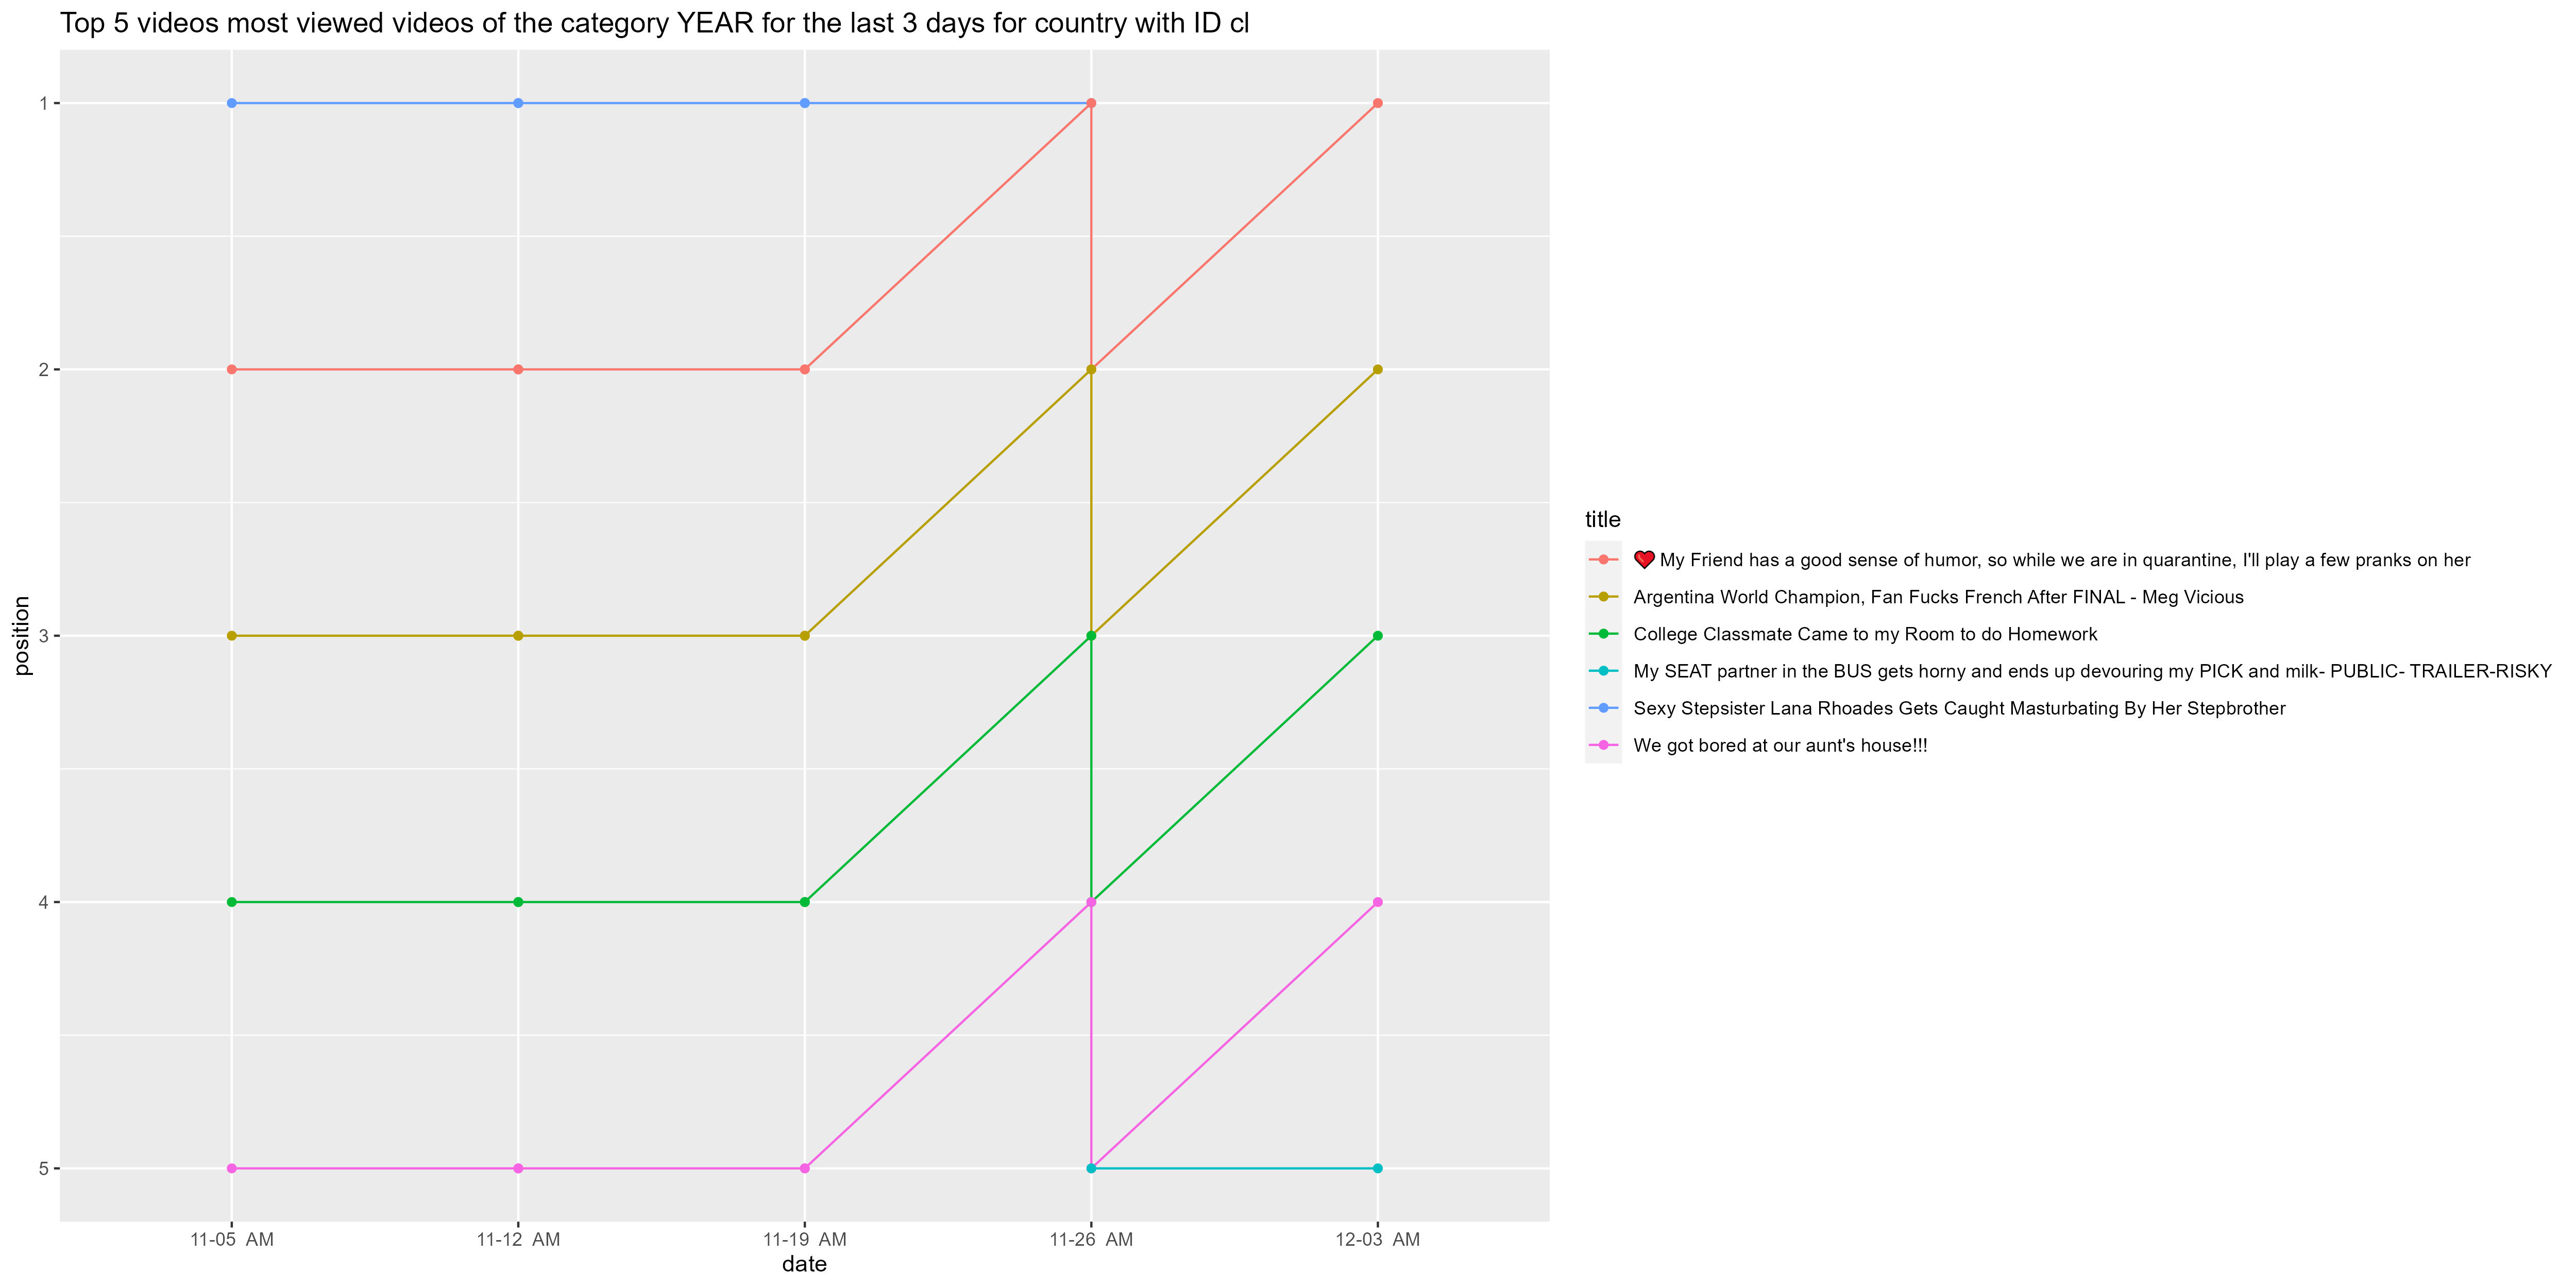 Top 5 videos most viewed videos of the category YEAR for the last 3 days for country with ID cl
position
1
2
3
4
5
11-05 AM
11-12 AM
11-19 AM
11-26 AM
12-03 AM
date
title
❤️ My Friend has a good sense of humor, so while we are in quarantine, I'll play a few pranks on her
Argentina World Champion, Fan Fucks French After FINAL - Meg Vicious
College Classmate Came to my Room to do Homework
My SEAT partner in the BUS gets horny and ends up devouring my PICK and milk- PUBLIC- TRAILER-RISKY
Sexy Stepsister Lana Rhoades Gets Caught Masturbating By Her Stepbrother
We got bored at our aunt's house!!!